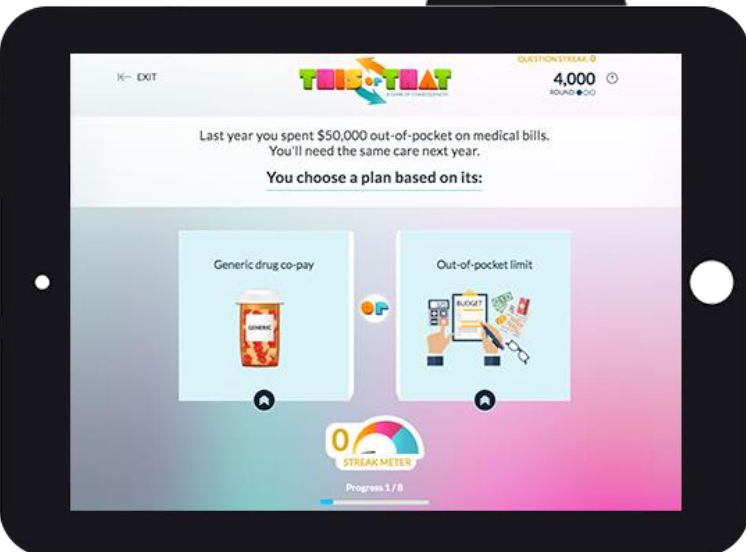 EXIT
THIS or THAT
A GAME OF CONSEQUENCES
QUESTION STREAK: 0
4,000
ROUND:
Last year you spent $50,000 out-of-pocket on medical bills.
You'll need the same care next year.
You choose a plan based on its:
Generic drug co-pay
GENERIC
or
Out-of-pocket limit
BUDGET
0
STREAK METER
Progress 1 / 8